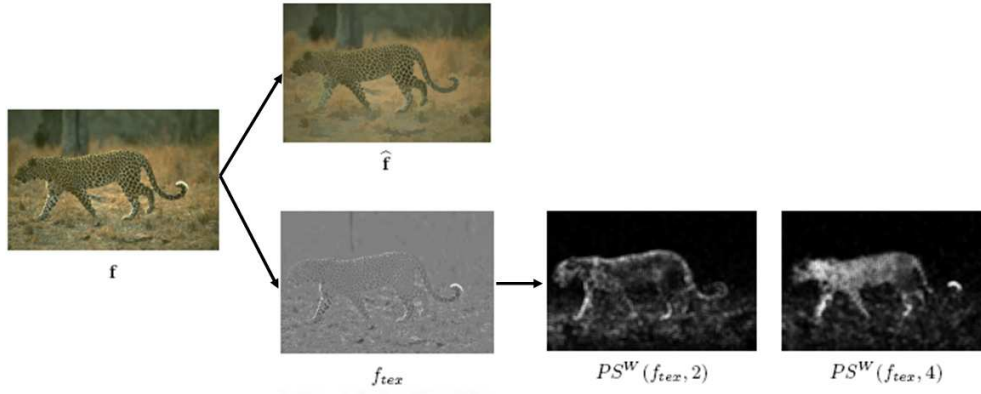 f
f̂
f_tex
PS^W(f_tex, 2)
PS^W(f_tex, 4)